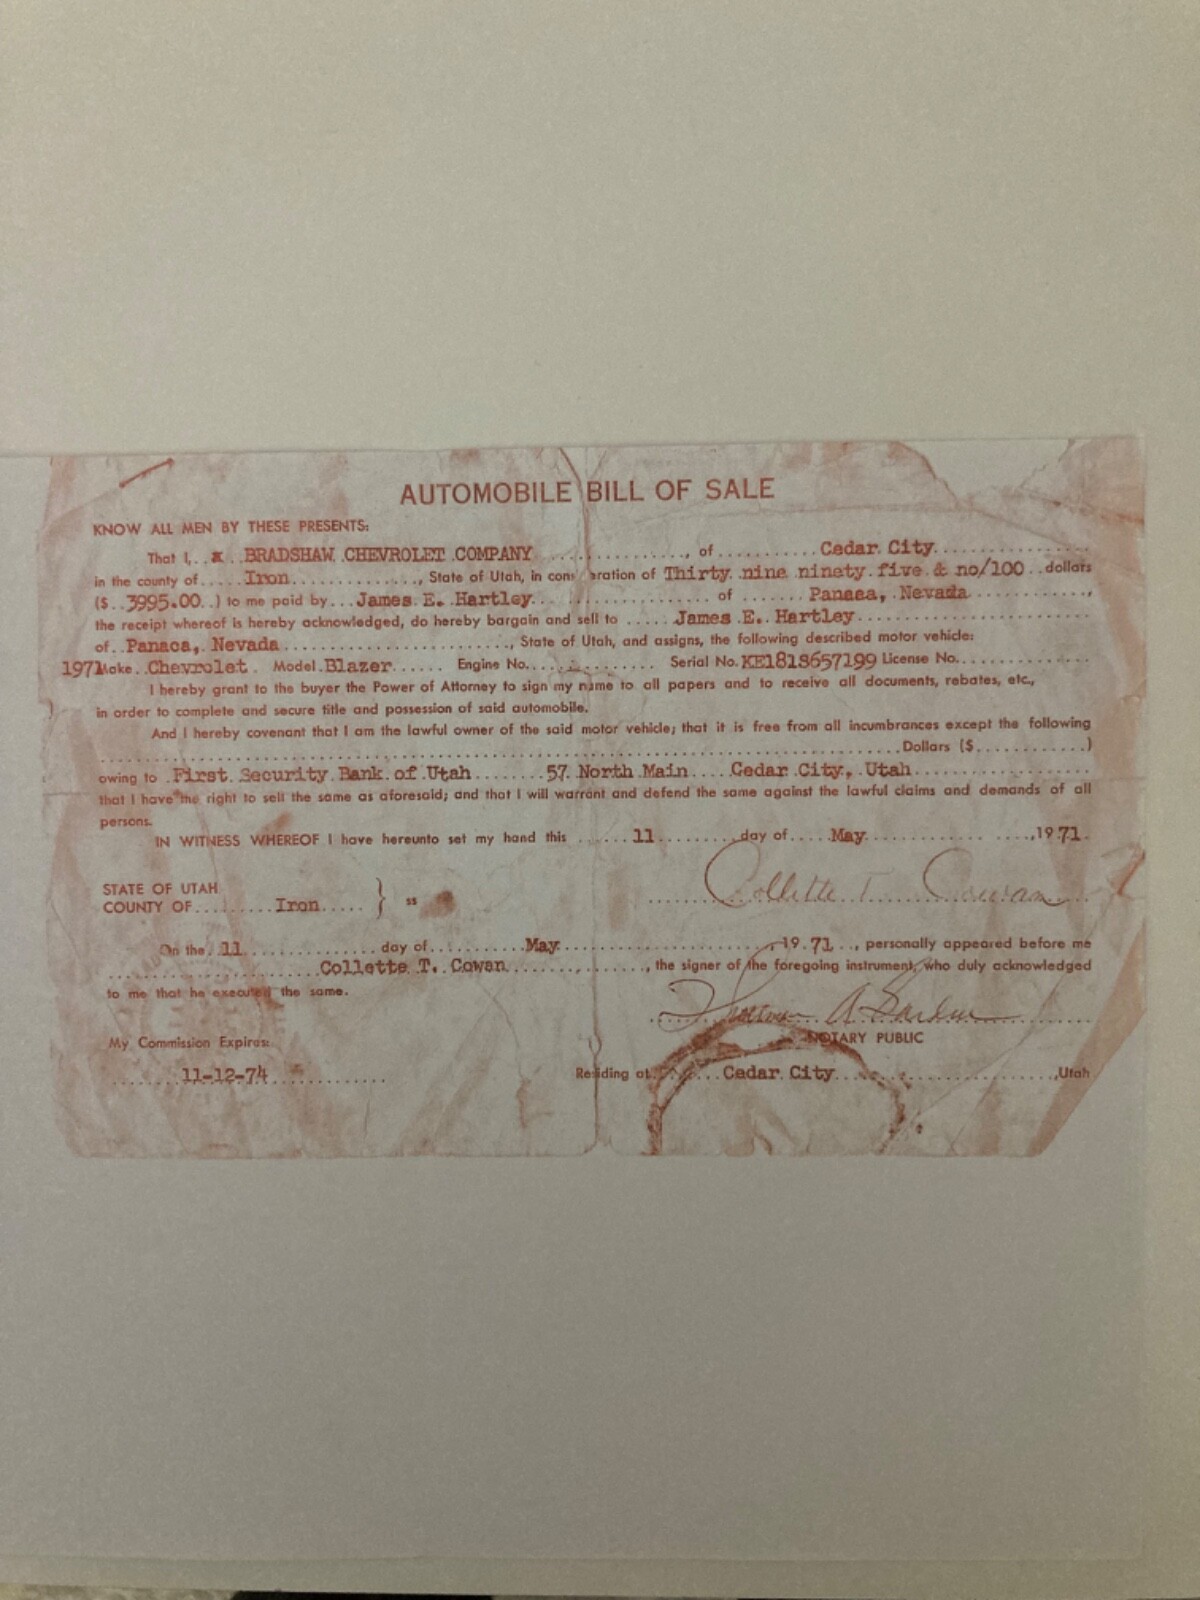 AUTOMOBILE BILL OF SALE
KNOW ALL MEN BY THESE PRESENTS:
That I, x BRADSHAW CHEVROLET COMPANY, of Cedar City
in the county of Iron, State of Utah, in consideration of Thirty nine ninety five & no/100 dollars
($ 3995.00 ) to me paid by James E. Hartley of Panaca, Nevada,
the receipt whereof is hereby acknowledged, do hereby bargain and sell to James E. Hartley
of Panaca, Nevada, State of Utah, and assigns, the following described motor vehicle:
1971 Make Chevrolet Model Blazer Engine No. Serial No. KE181S657199 License No.
I hereby grant to the buyer the Power of Attorney to sign my name to all papers and to receive all documents, rebates, etc.,
in order to complete and secure title and possession of said automobile.
And I hereby covenant that I am the lawful owner of the said motor vehicle; that it is free from all incumbrances except the following
Dollars ($ )
owing to First Security Bank of Utah 57 North Main Cedar City, Utah
that I have the right to sell the same as aforesaid; and that I will warrant and defend the same against the lawful claims and demands of all
persons.
IN WITNESS WHEREOF I have hereunto set my hand this 11 day of May, 1971.
Collette T. Cowan
STATE OF UTAH
COUNTY OF Iron } ss
On the 11 day of May, 1971, personally appeared before me
Collette T. Cowan, the signer of the foregoing instrument, who duly acknowledged
to me that he executed the same.
NOTARY PUBLIC
My Commission Expires:
11-12-74 Residing at Cedar City, Utah